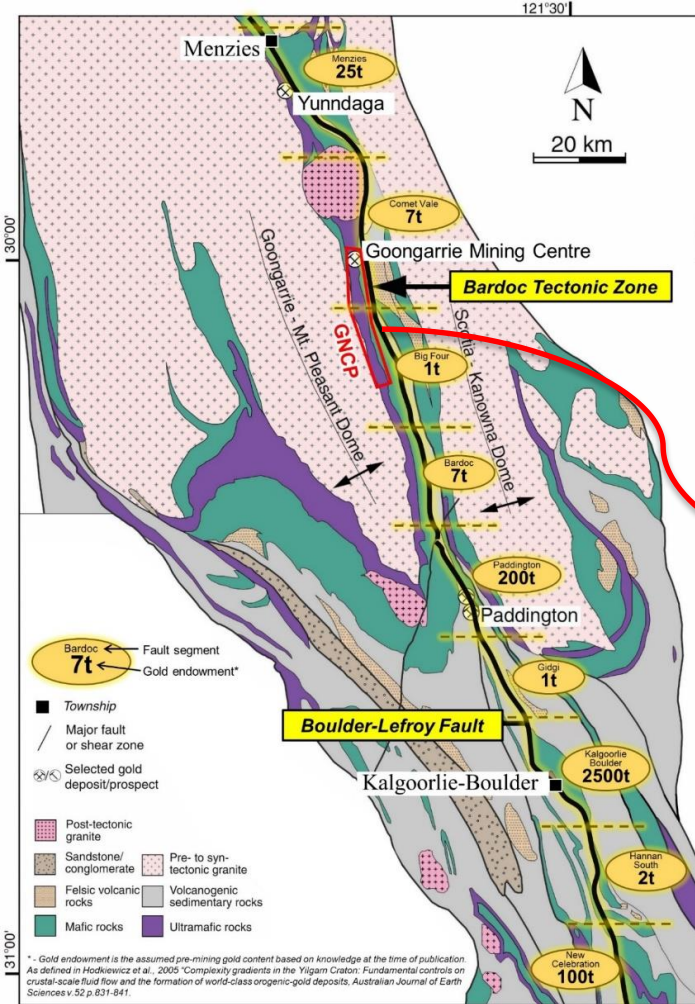 121°30'
Menzies
Menzies
25t
Yunndaga
N
20 km
Comet Vale
7t
30°00'
Goongarrie Mining Centre
Bardoc Tectonic Zone
GNCP
Goongarrie - Mt. Pleasant Dome
Scotia - Kanowna Dome
Big Four
1t
Bardoc
7t
Paddington
200t
Paddington
Gidgi
1t
Boulder-Lefroy Fault
Kalgoorlie
Boulder
2500t
Kalgoorlie-Boulder
Hannan
South
2t
New
Celebration
100t
31°00'
Bardoc
7t
Fault segment
Gold endowment*
Township
Major fault
or shear zone
Selected gold
deposit/prospect
Post-tectonic
granite
Sandstone/
conglomerate
Pre- to syn-
tectonic granite
Felsic volcanic
rocks
Volcanogenic
sedimentary rocks
Mafic rocks
Ultramafic rocks
* - Gold endowment is the assumed pre-mining gold content based on knowledge at the time of publication.
As defined in Hodkiewicz et al., 2005 "Complexity gradients in the Yilgarn Craton: Fundamental controls on
crustal-scale fluid flow and the formation of world-class orogenic-gold deposits, Australian Journal of Earth
Sciences v.52 p.831-841.